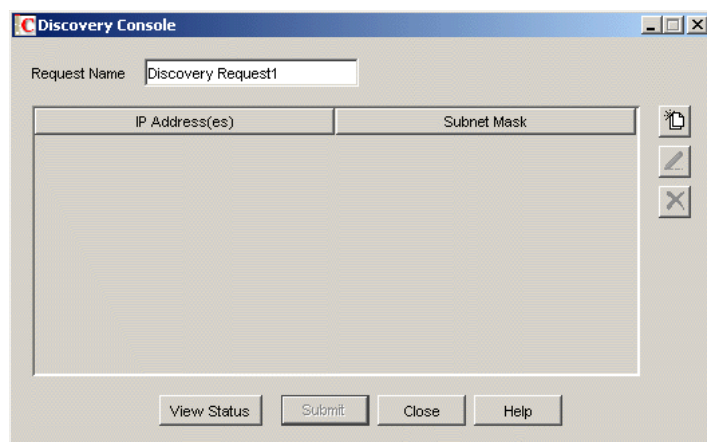 Discovery Console
Request Name Discovery Request1
IP Address(es) Subnet Mask
View Status Submit Close Help